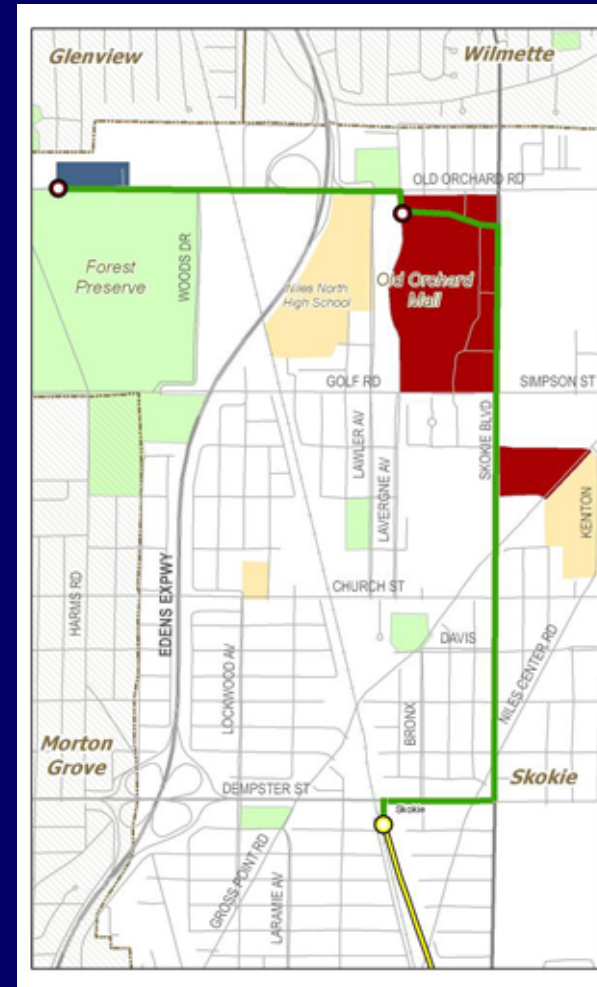 Glenview
Wilmette
OLD ORCHARD RD
Forest
Preserve
WOODS DR
Niles North
High School
Old Orchard
Mall
GOLF RD
SIMPSON ST
LAWLER AV
LAVERGNE AV
SKOKIE BLVD
KENTON
HARMS RD
EDENS EXPWY
CHURCH ST
DAVIS
LOCKWOOD AV
BRONX
NILES CENTER RD
Morton
Grove
Skokie
DEMPSTER ST
Skokie
GROSS POINT RD
LARAMIE AV